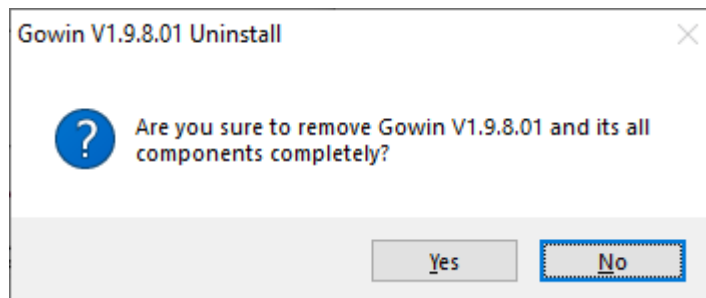 Gowin V1.9.8.01 Uninstall
Are you sure to remove Gowin V1.9.8.01 and its all
components completely?
Yes
No